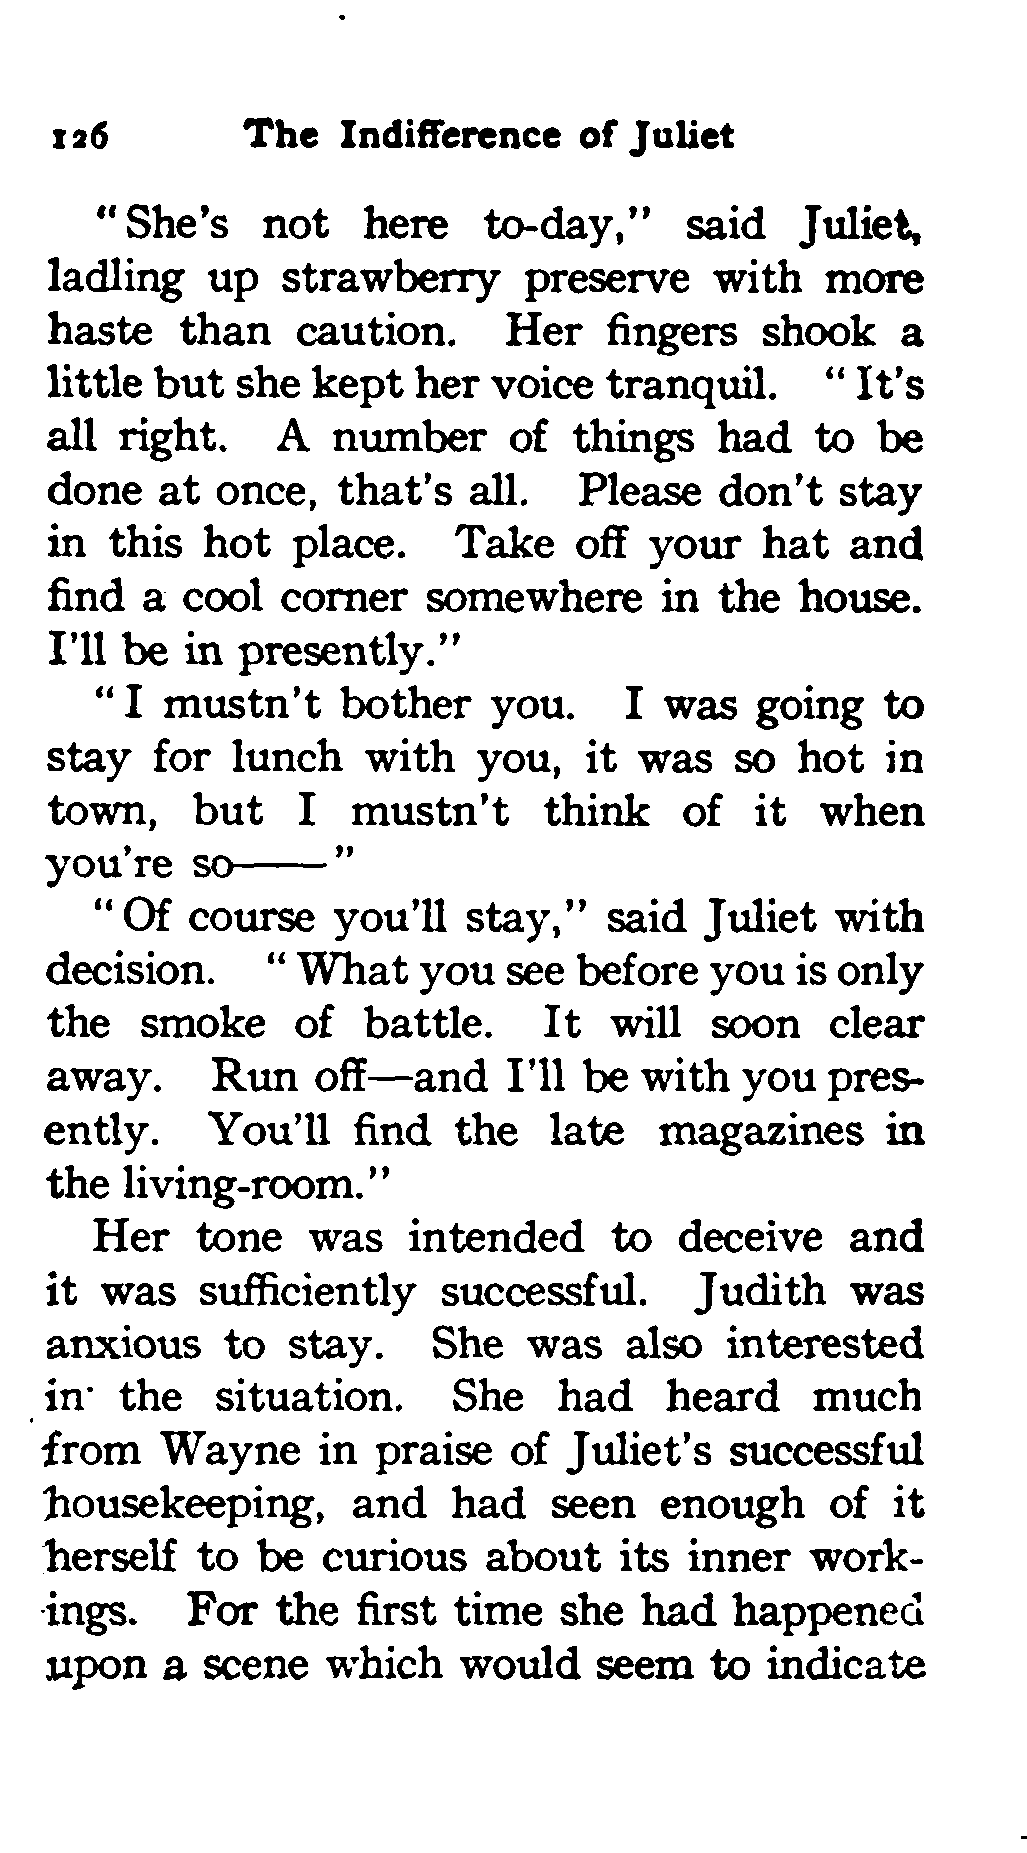 126 The Indifference of Juliet
"She's not here to-day," said Juliet,
ladling up strawberry preserve with more
haste than caution. Her fingers shook a
little but she kept her voice tranquil. "It's
all right. A number of things had to be
done at once, that's all. Please don't stay
in this hot place. Take off your hat and
find a cool corner somewhere in the house.
I'll be in presently."
"I mustn't bother you. I was going to
stay for lunch with you, it was so hot in
town, but I mustn't think of it when
you're so——"
"Of course you'll stay," said Juliet with
decision. "What you see before you is only
the smoke of battle. It will soon clear
away. Run off—and I'll be with you pres-
ently. You'll find the late magazines in
the living-room."
Her tone was intended to deceive and
it was sufficiently successful. Judith was
anxious to stay. She was also interested
in the situation. She had heard much
from Wayne in praise of Juliet's successful
housekeeping, and had seen enough of it
herself to be curious about its inner work-
ings. For the first time she had happened
upon a scene which would seem to indicate